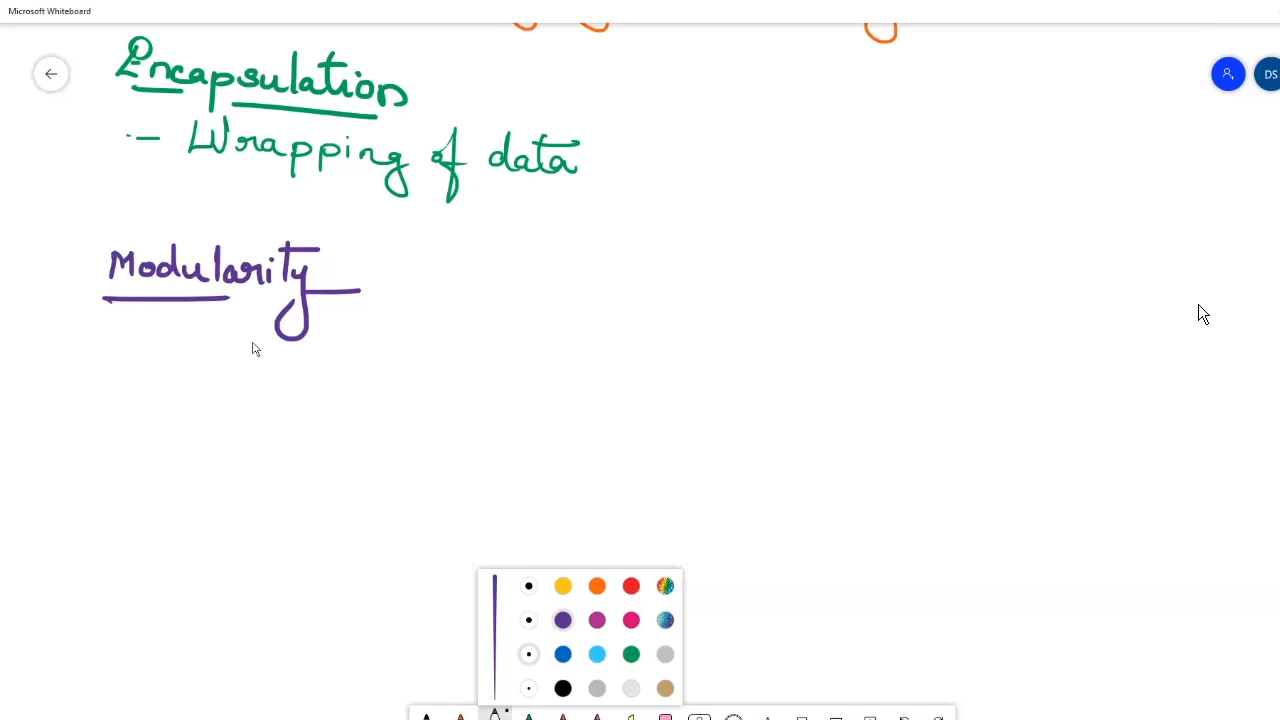 Microsoft Whiteboard
DS
Encapsulation
- Wrapping of data
Modularity